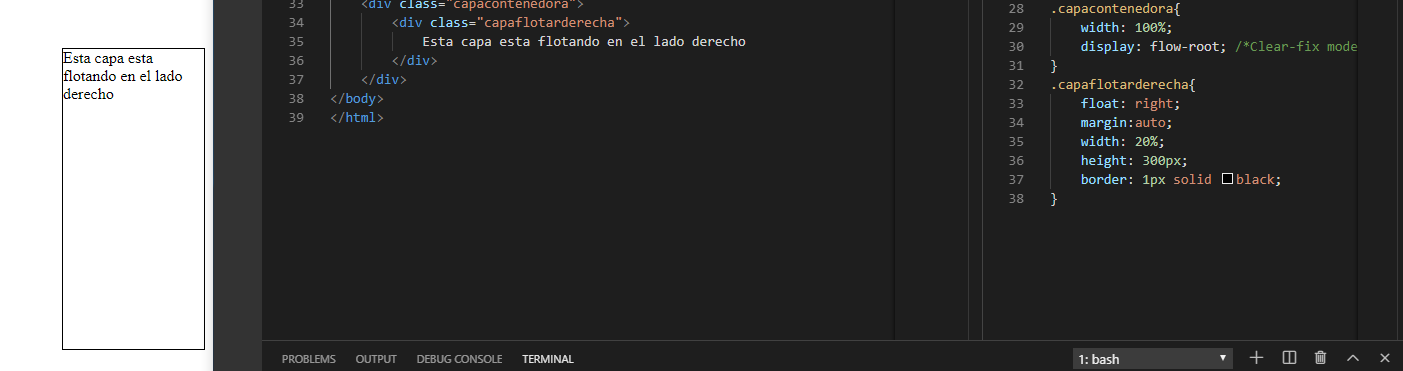 Esta capa esta
flotando en el lado
derecho
33 <div class="capacontenedora">
34 <div class="capaflotarderecha">
35 Esta capa esta flotando en el lado derecho
36 </div>
37 </div>
38 </body>
39 </html>
28 .capacontenedora{
29 width: 100%;
30 display: flow-root; /*Clear-fix mode
31 }
32 .capaflotarderecha{
33 float: right;
34 margin:auto;
35 width: 20%;
36 height: 300px;
37 border: 1px solid black;
38 }
PROBLEMS OUTPUT DEBUG CONSOLE TERMINAL 1: bash